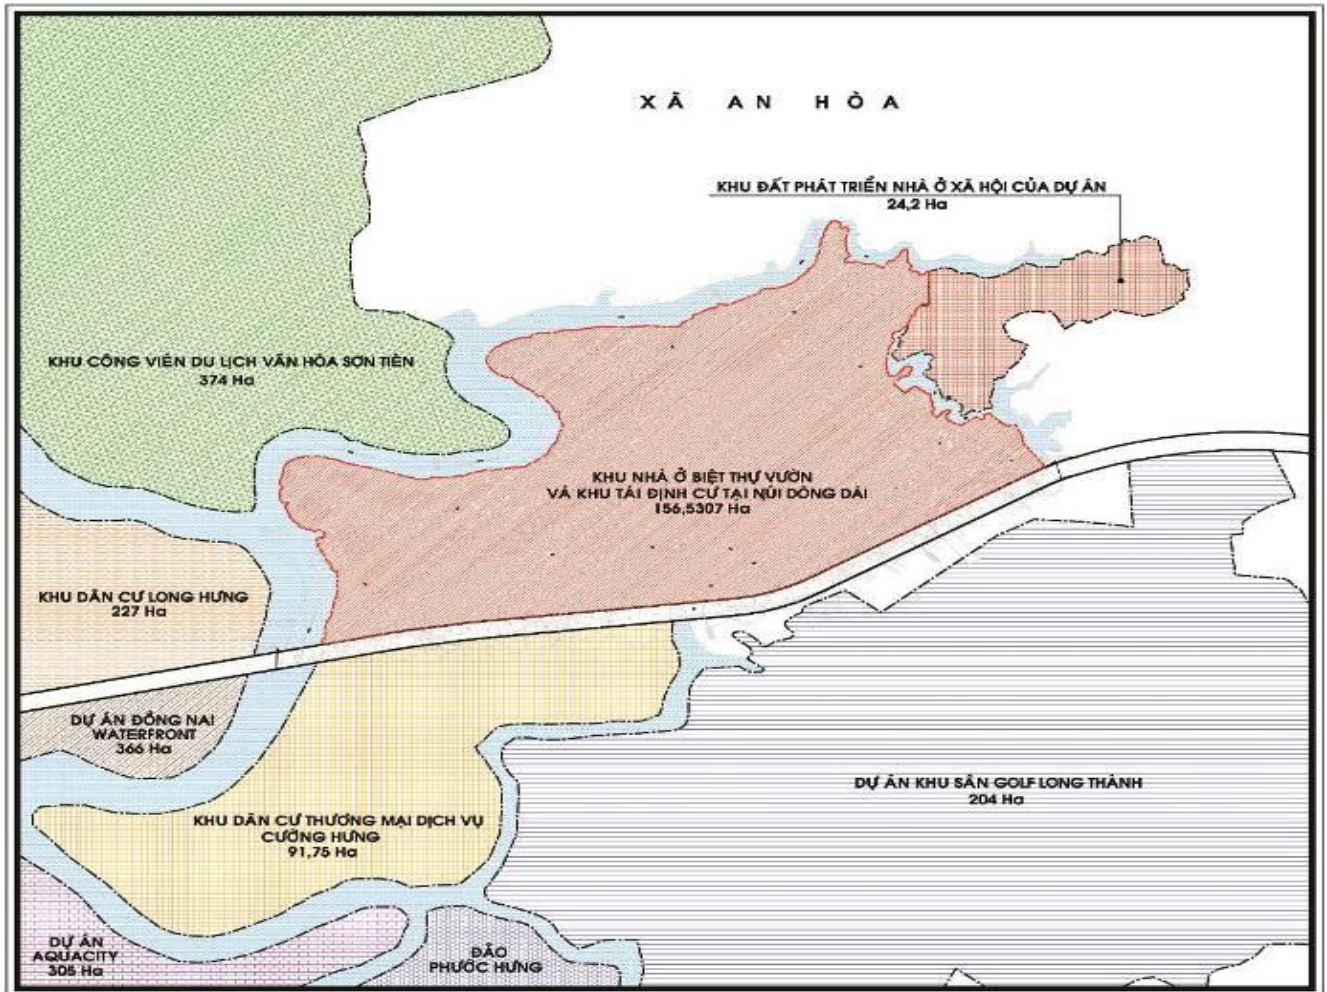 XÃ AN HÒA
KHU ĐẤT PHÁT TRIỂN NHÀ Ở XÃ HỘI CỦA DỰ ÁN
24,2 Ha
KHU CÔNG VIÊN DU LỊCH VĂN HÓA SƠN TIÊN
374 Ha
KHU NHÀ Ở BIỆT THỰ VƯỜN
VÀ KHU TÁI ĐỊNH CƯ TẠI NÚI DÒNG DÀI
156,5307 Ha
KHU DÂN CƯ LONG HƯNG
227 Ha
DỰ ÁN ĐỒNG NAI
WATERFRONT
366 Ha
DỰ ÁN KHU SÂN GOLF LONG THÀNH
204 Ha
KHU DÂN CƯ THƯƠNG MẠI DỊCH VỤ
CƯỜNG HƯNG
91,75 Ha
DỰ ÁN
AQUACITY
305 Ha
ĐẢO
PHƯỚC HƯNG